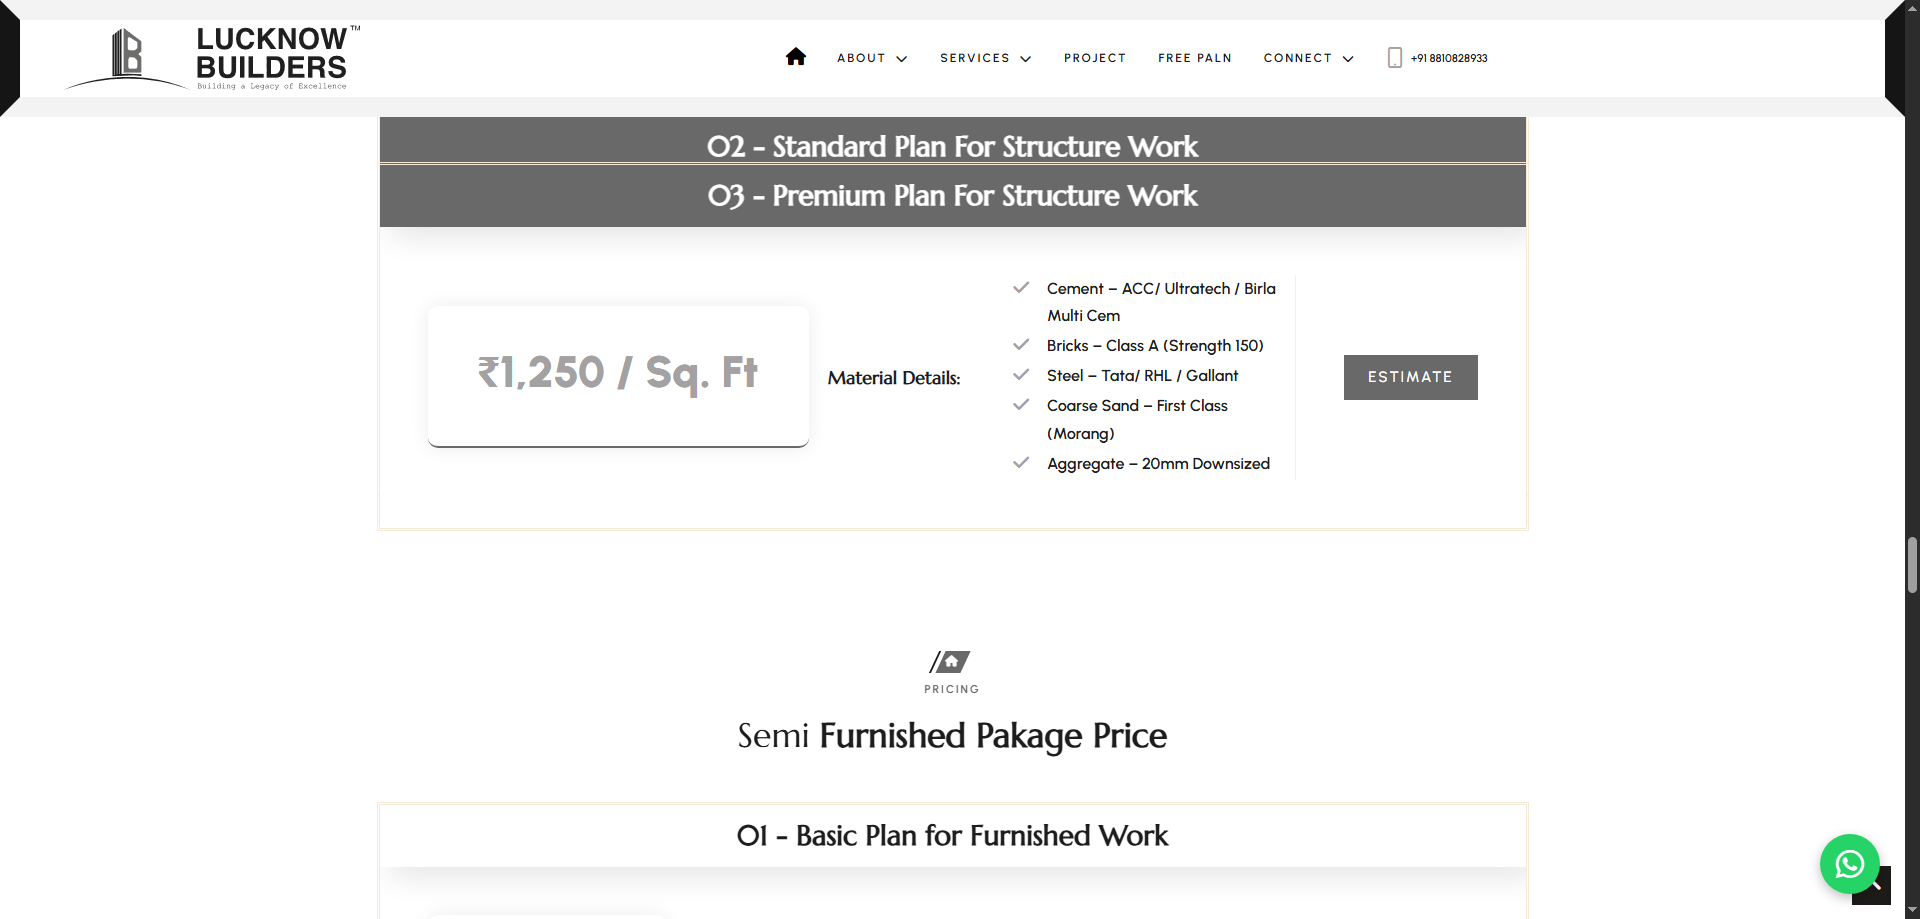 LUCKNOW™
BUILDERS
Building a Legacy of Excellence
ABOUT
SERVICES
PROJECT
FREE PALN
CONNECT
+91 8810828933
02 - Standard Plan For Structure Work
03 - Premium Plan For Structure Work
₹1,250 / Sq. Ft
Material Details:
Cement – ACC/ Ultratech / Birla
Multi Cem
Bricks – Class A (Strength 150)
Steel – Tata/ RHL / Gallant
Coarse Sand – First Class
(Morang)
Aggregate – 20mm Downsized
ESTIMATE
PRICING
Semi Furnished Pakage Price
01 - Basic Plan for Furnished Work